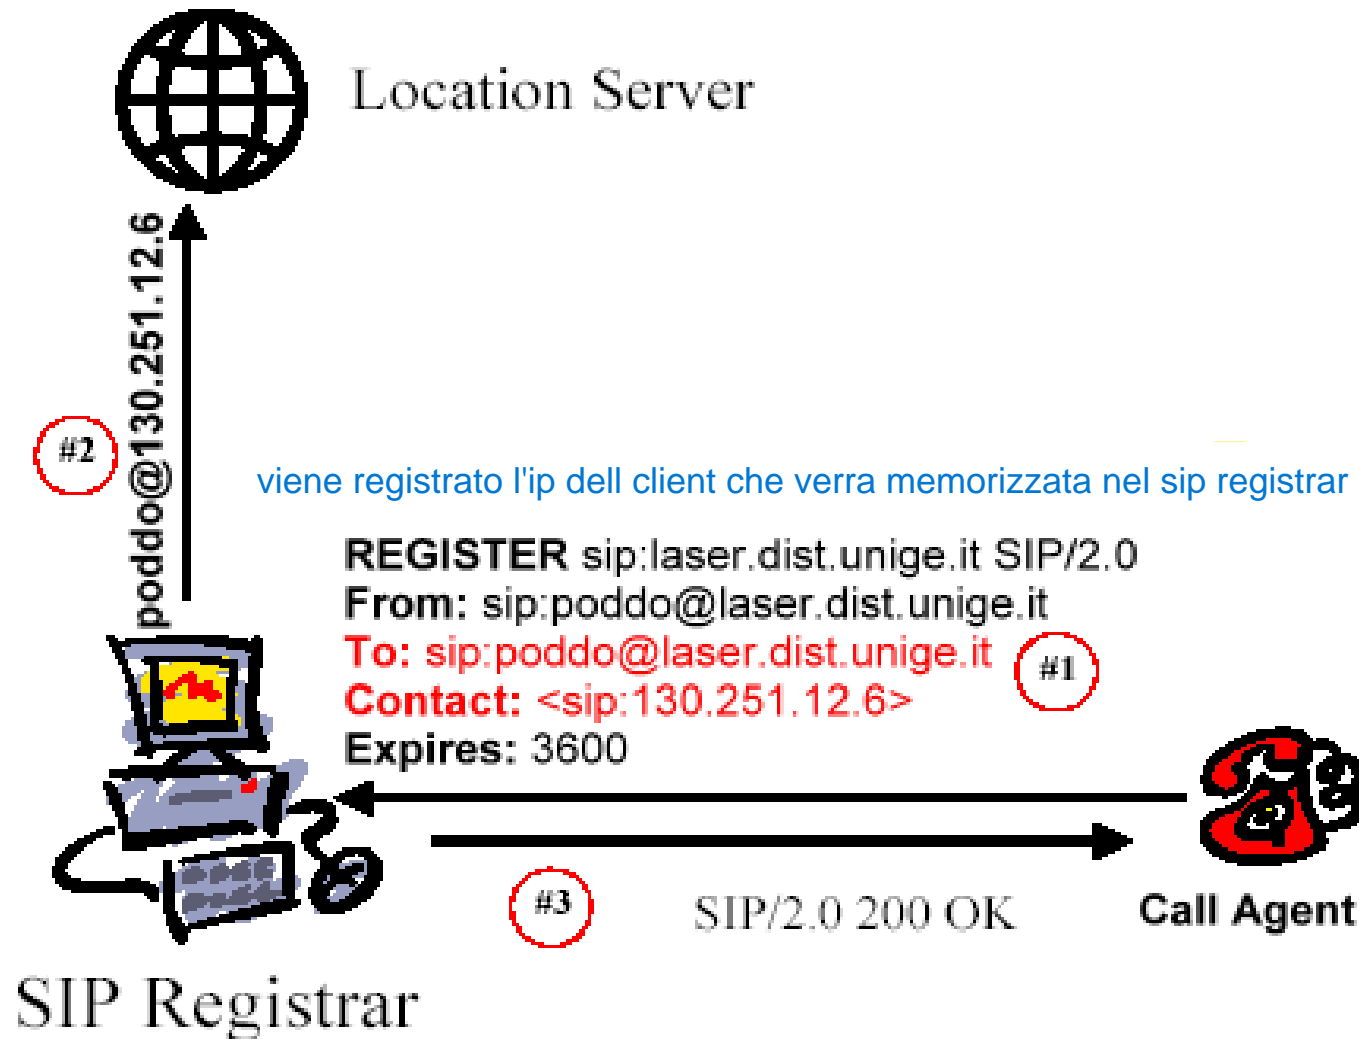 Location Server
poddo@130.251.12.6
#2
viene registrato l'ip dell client che verra memorizzata nel sip registrar
REGISTER sip:laser.dist.unige.it SIP/2.0
From: sip:poddo@laser.dist.unige.it
To: sip:poddo@laser.dist.unige.it
#1
Contact: <sip:130.251.12.6>
Expires: 3600
#3
SIP/2.0 200 OK
Call Agent
SIP Registrar